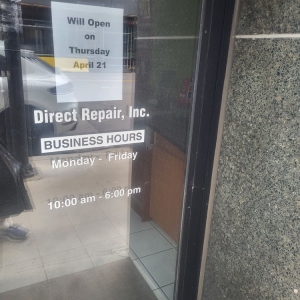 Will Open
on
Thursday
April 21
Direct Repair, Inc.
BUSINESS HOURS
Monday - Friday
10:00 am - 6:00 pm